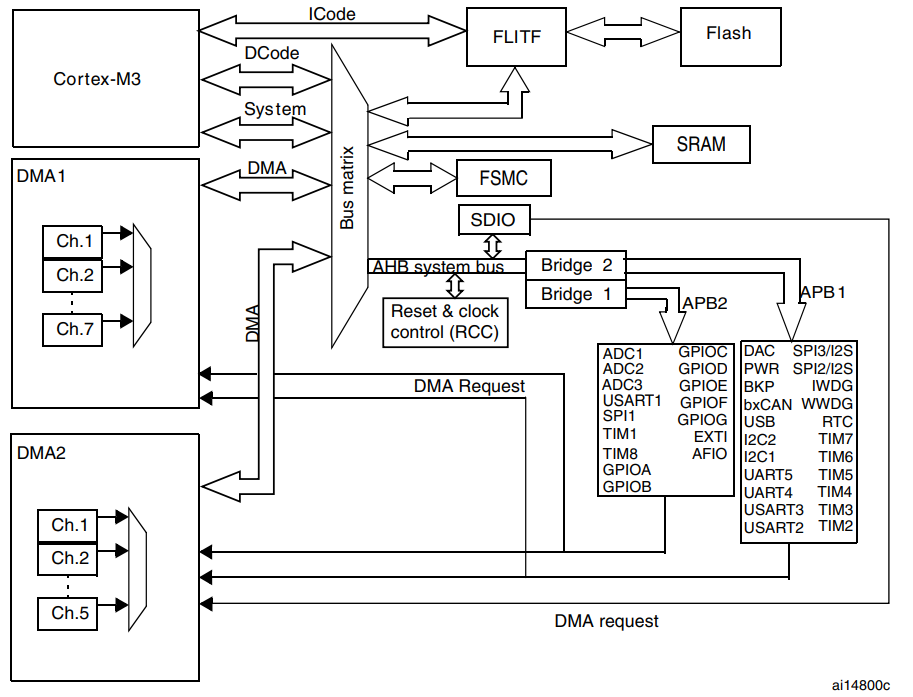 ICode
FLITF
Flash
Cortex-M3
DCode
System
DMA1
DMA
Bus matrix
SRAM
FSMC
SDIO
Ch.1
Ch.2
Ch.7
AHB system bus
Bridge 2
Bridge 1
Reset & clock
control (RCC)
APB2
APB1
DMA
ADC1 GPIOC
ADC2 GPIOD
ADC3 GPIOE
USART1 GPIOF
SPI1 GPIOG
TIM1 EXTI
TIM8 AFIO
GPIOA
GPIOB
DAC SPI3/I2S
PWR SPI2/I2S
BKP IWDG
bxCAN WWDG
USB RTC
I2C2 TIM7
I2C1 TIM6
UART5 TIM5
UART4 TIM4
USART3 TIM3
USART2 TIM2
DMA Request
DMA2
Ch.1
Ch.2
Ch.5
DMA request
ai14800c